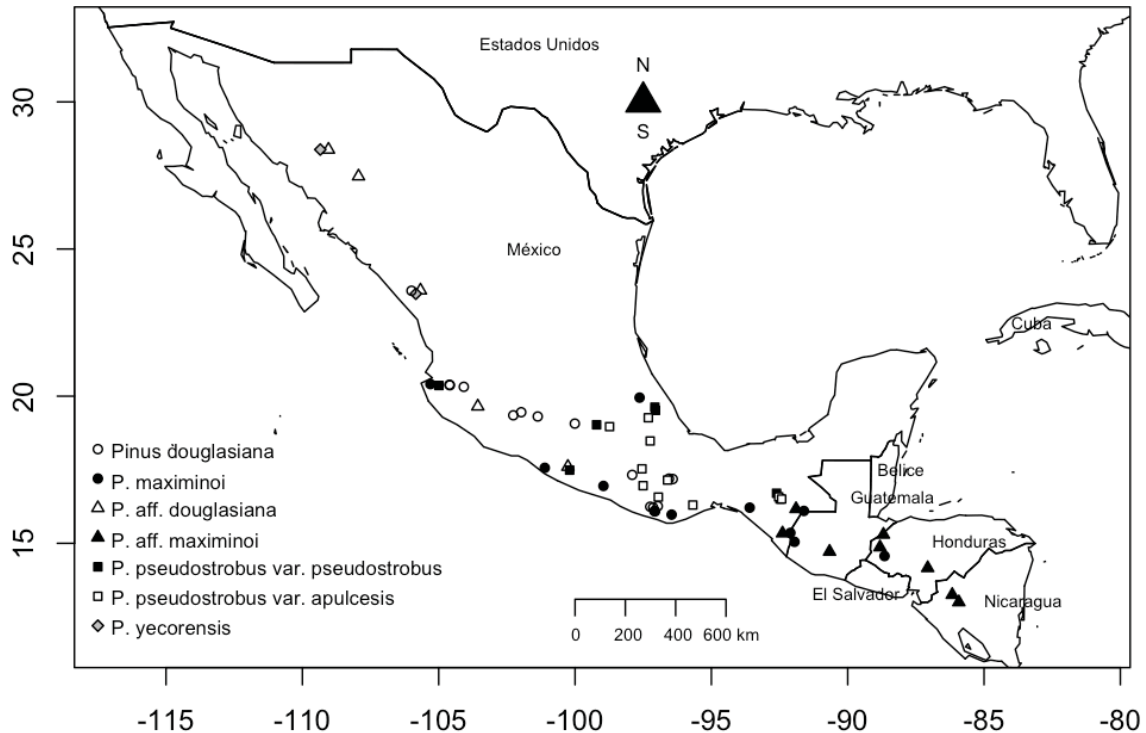 Estados Unidos
N
S
México
Cuba
Belice
Guatemala
Honduras
El Salvador
Nicaragua
Pinus douglasiana
P. maximinoi
P. aff. douglasiana
P. aff. maximinoi
P. pseudostrobus var. pseudostrobus
P. pseudostrobus var. apulcesis
P. yecorensis
0 200 400 600 km
30
25
20
15
-115 -110 -105 -100 -95 -90 -85 -80